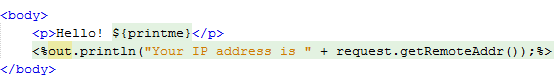 <body>
<p>Hello! ${printme}</p>
<%out.println("Your IP address is " + request.getRemoteAddr());%>
</body>